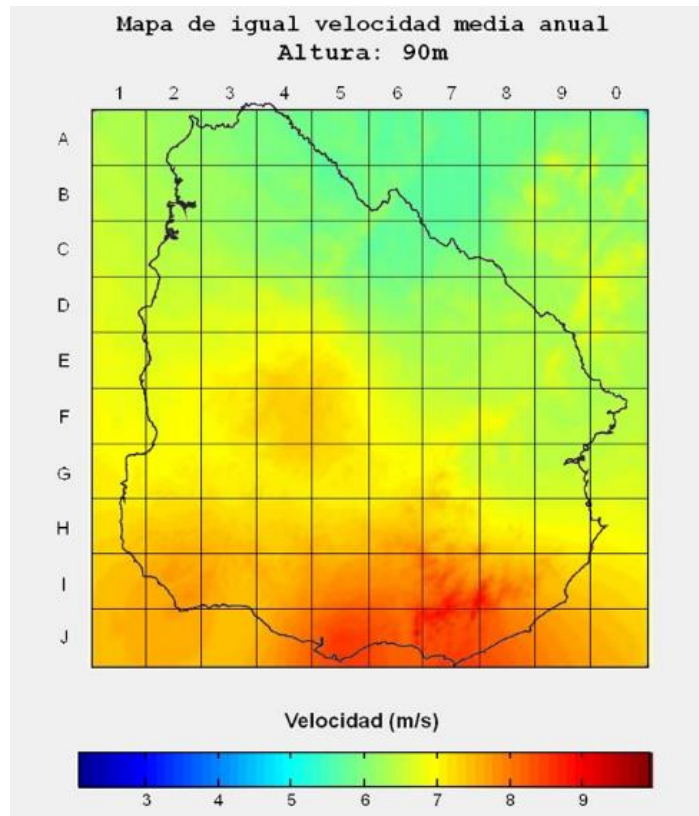 Mapa de igual velocidad media anual
Altura: 90m
1 2 3 4 5 6 7 8 9 0
A
B
C
D
E
F
G
H
I
J
Velocidad (m/s)
3 4 5 6 7 8 9